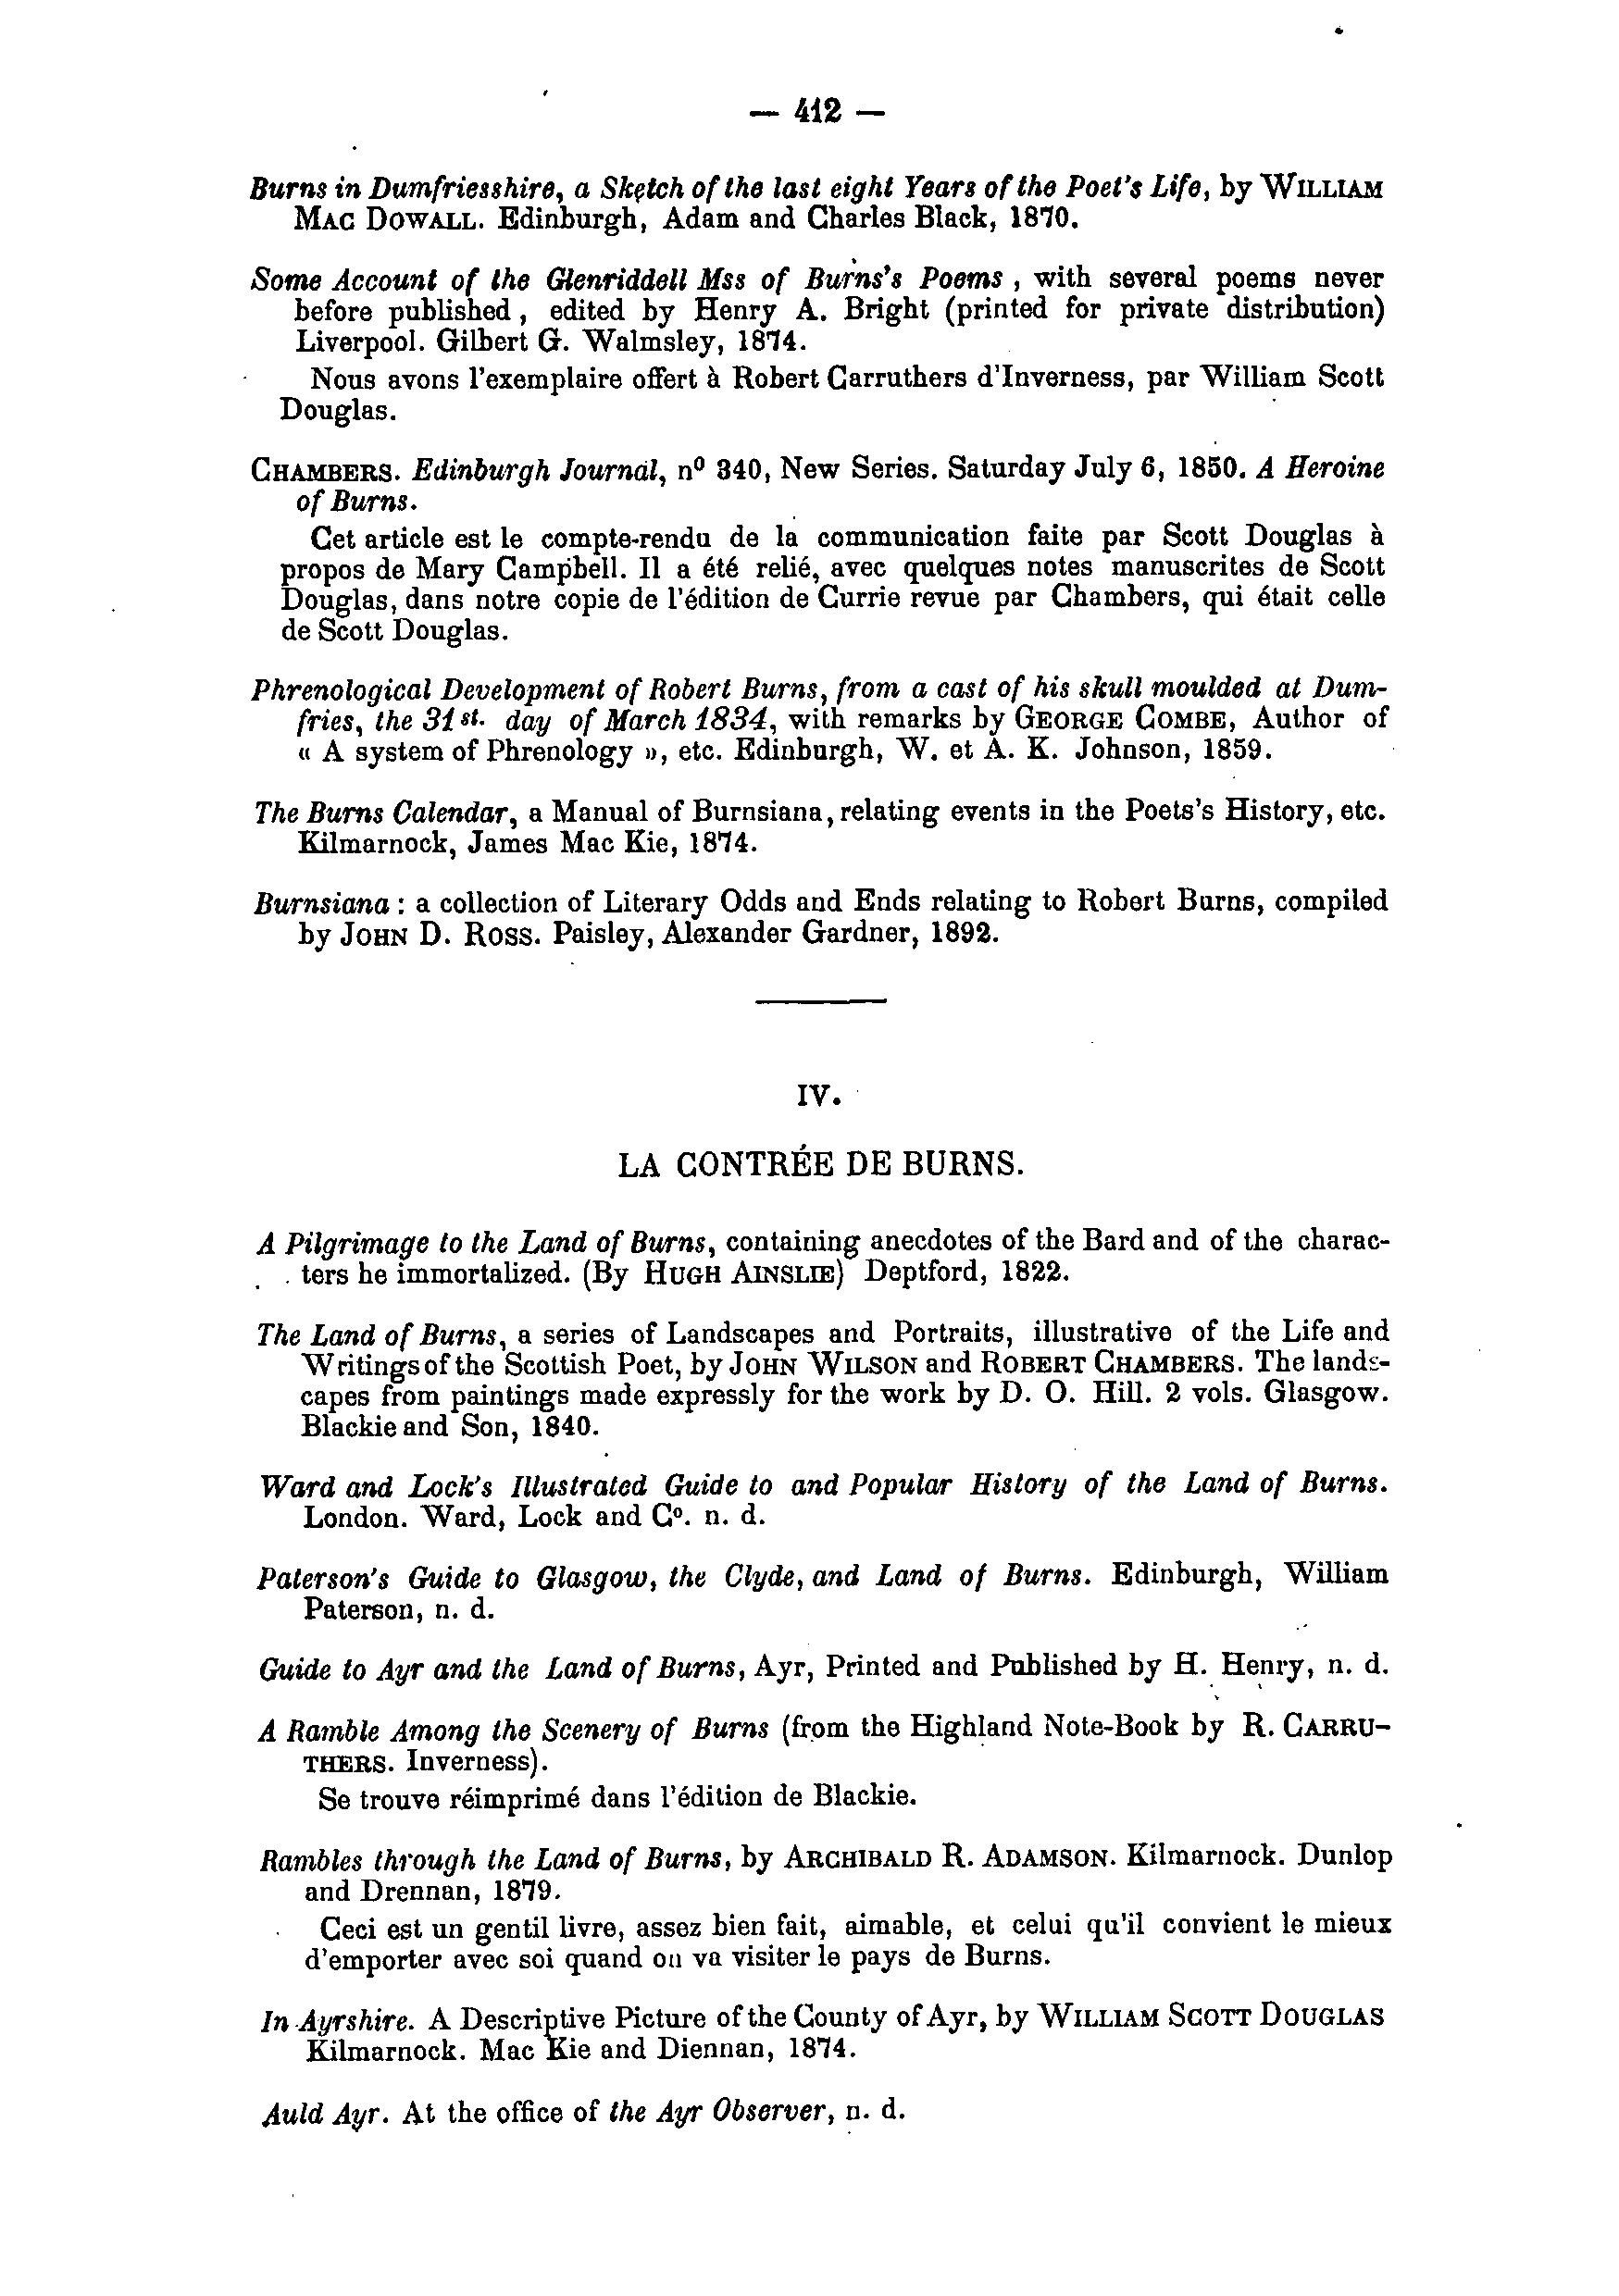 — 412 —
Burns in Dumfriesshire, a Sketch of the last eight Years of the Poet's Life, by WILLIAM
MAC DOWALL. Edinburgh, Adam and Charles Black, 1870.
Some Account of the Glenriddell Mss of Burns's Poems, with several poems never
before published, edited by Henry A. Bright (printed for private distribution)
Liverpool. Gilbert G. Walmsley, 1874.
Nous avons l'exemplaire offert à Robert Carruthers d'Inverness, par William Scott
Douglas.
CHAMBERS. Edinburgh Journal, nº 340, New Series. Saturday July 6, 1850. A Heroine
of Burns.
Cet article est le compte-rendu de la communication faite par Scott Douglas à
propos de Mary Campbell. Il a été relié, avec quelques notes manuscrites de Scott
Douglas, dans notre copie de l'édition de Currie revue par Chambers, qui était celle
de Scott Douglas.
Phrenological Development of Robert Burns, from a cast of his skull moulded at Dum-
fries, the 31st. day of March 1834, with remarks by GEORGE COMBE, Author of
« A system of Phrenology », etc. Edinburgh, W. et A. K. Johnson, 1859.
The Burns Calendar, a Manual of Burnsiana, relating events in the Poets's History, etc.
Kilmarnock, James Mac Kie, 1874.
Burnsiana : a collection of Literary Odds and Ends relating to Robert Burns, compiled
by JOHN D. ROSS. Paisley, Alexander Gardner, 1892.
IV.
LA CONTRÉE DE BURNS.
A Pilgrimage to the Land of Burns, containing anecdotes of the Bard and of the charac-
ters he immortalized. (By HUGH AINSLIE) Deptford, 1822.
The Land of Burns, a series of Landscapes and Portraits, illustrative of the Life and
Writings of the Scottish Poet, by JOHN WILSON and ROBERT CHAMBERS. The lands-
capes from paintings made expressly for the work by D. O. Hill. 2 vols. Glasgow.
Blackie and Son, 1840.
Ward and Lock's Illustrated Guide to and Popular History of the Land of Burns.
London. Ward, Lock and Cº. n. d.
Paterson's Guide to Glasgow, the Clyde, and Land of Burns. Edinburgh, William
Paterson, n. d.
Guide to Ayr and the Land of Burns, Ayr, Printed and Published by H. Henry, n. d.
A Ramble Among the Scenery of Burns (from the Highland Note-Book by R. CARRU-
THERS. Inverness).
Se trouve réimprimé dans l'édition de Blackie.
Rambles through the Land of Burns, by ARCHIBALD R. ADAMSON. Kilmarnock. Dunlop
and Drennan, 1879.
Ceci est un gentil livre, assez bien fait, aimable, et celui qu'il convient le mieux
d'emporter avec soi quand on va visiter le pays de Burns.
In Ayrshire. A Descriptive Picture of the County of Ayr, by WILLIAM SCOTT DOUGLAS
Kilmarnock. Mac Kie and Diennan, 1874.
Auld Ayr. At the office of the Ayr Observer, n. d.